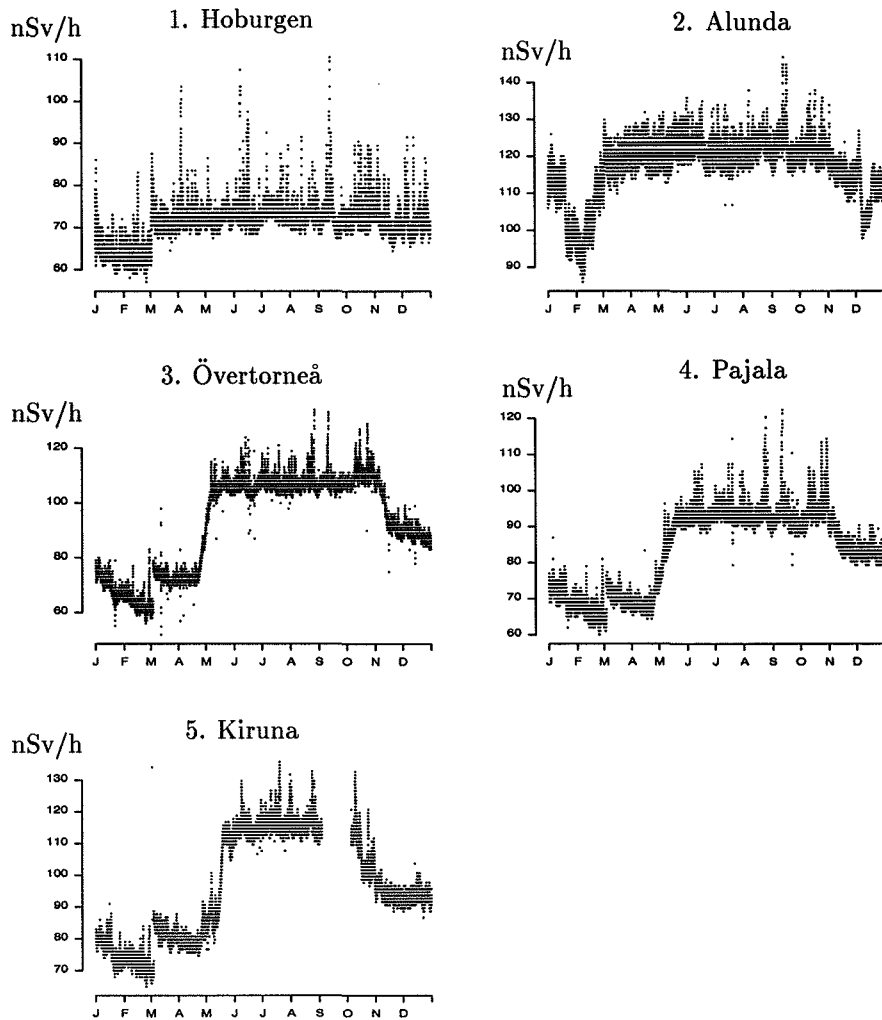 1. Hoburgen
nSv/h
110
100
90
80
70
60
J F M A M J J A S O N D
2. Alunda
nSv/h
140
130
120
110
100
90
J F M A M J J A S O N D
3. Övertorneå
nSv/h
120
100
80
60
J F M A M J J A S O N D
4. Pajala
nSv/h
120
110
100
90
80
70
60
J F M A M J J A S O N D
5. Kiruna
nSv/h
130
120
110
100
90
80
70
J F M A M J J A S O N D